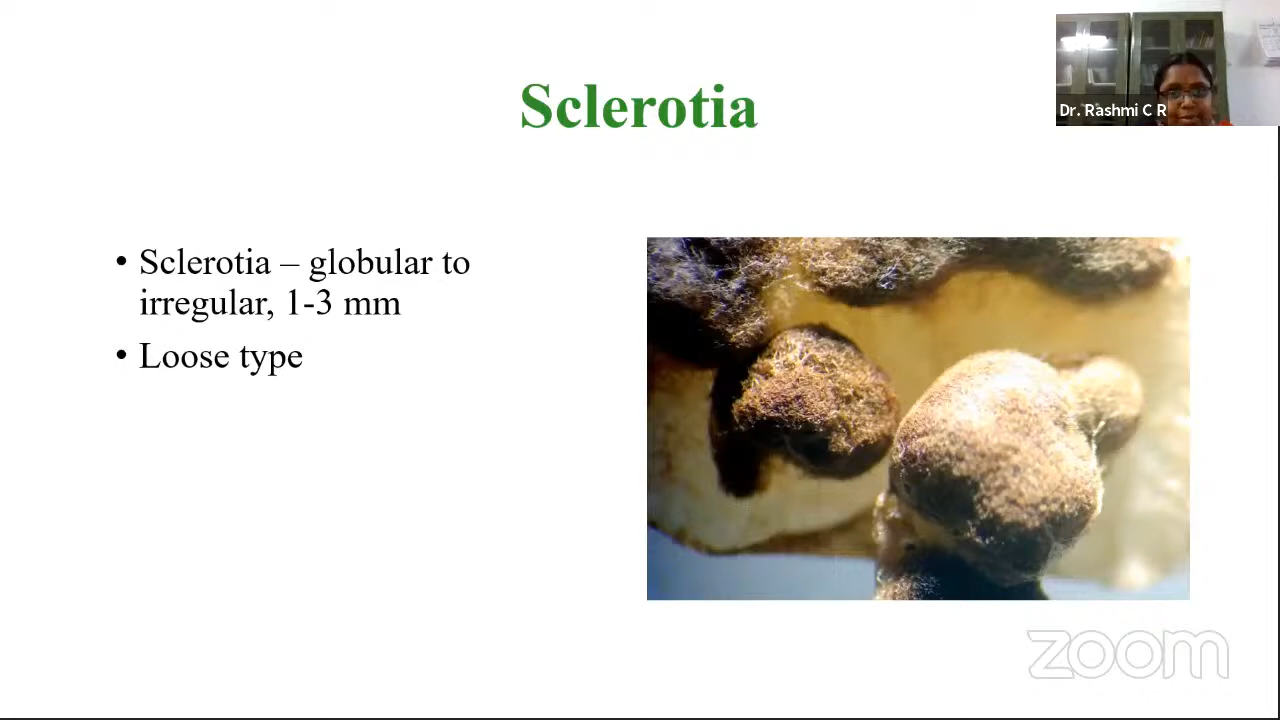 Sclerotia
Dr. Rashmi C R
• Sclerotia – globular to
irregular, 1-3 mm
• Loose type
zoom